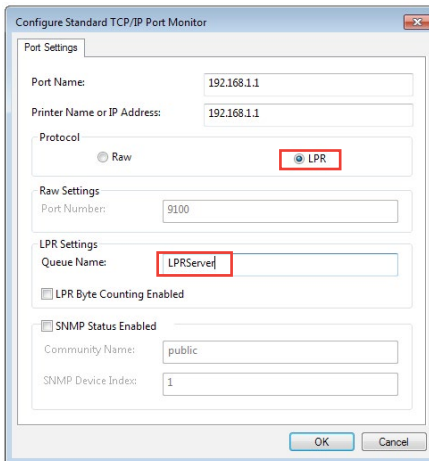 Configure Standard TCP/IP Port Monitor
Port Settings
Port Name: 192.168.1.1
Printer Name or IP Address: 192.168.1.1
Protocol
Raw LPR
Raw Settings
Port Number: 9100
LPR Settings
Queue Name: LPRServer
LPR Byte Counting Enabled
SNMP Status Enabled
Community Name: public
SNMP Device Index: 1
OK Cancel